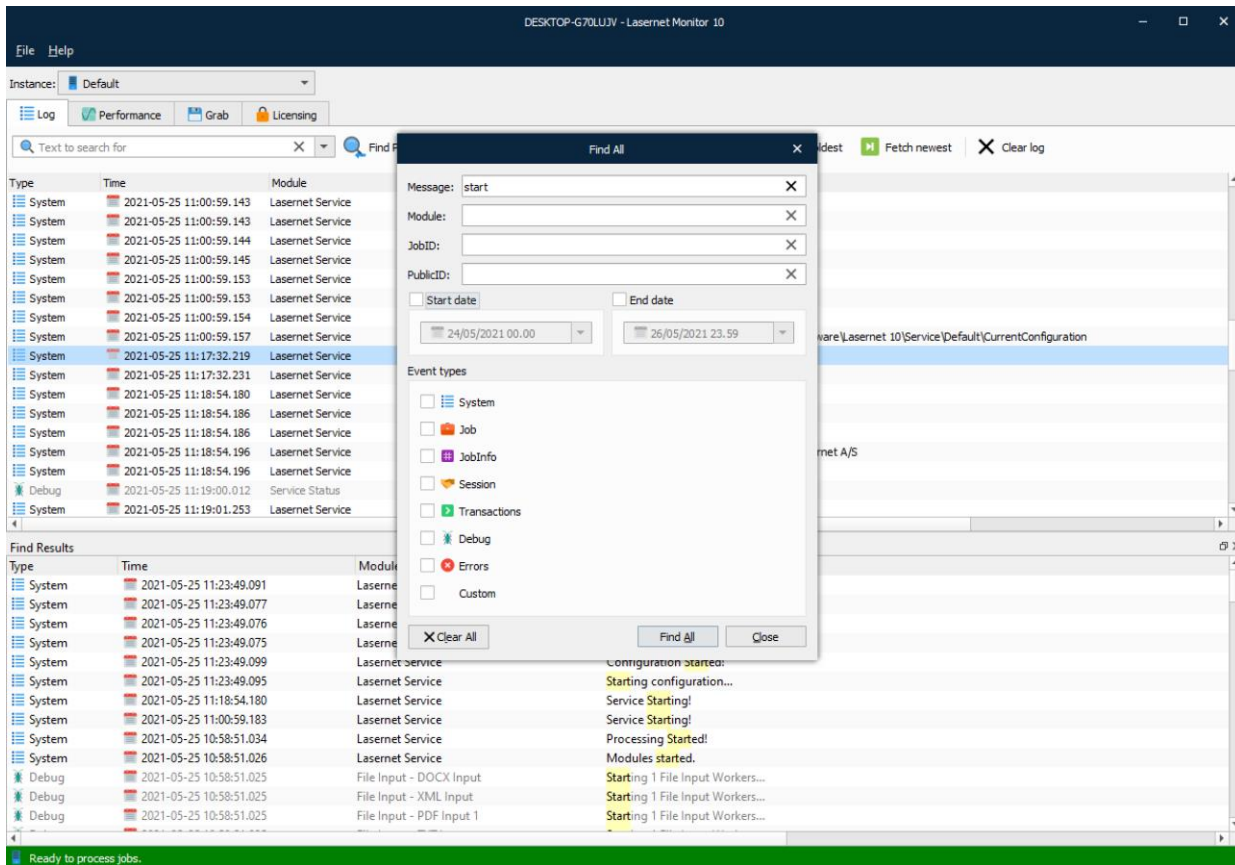 DESKTOP-G70LUJV - Lasernet Monitor 10
File Help
Instance: Default
Log Performance Grab Licensing
Text to search for Find Fetch newest Clear log
Type Time Module
System 2021-05-25 11:00:59.143 Lasernet Service
System 2021-05-25 11:00:59.143 Lasernet Service
System 2021-05-25 11:00:59.144 Lasernet Service
System 2021-05-25 11:00:59.145 Lasernet Service
System 2021-05-25 11:00:59.153 Lasernet Service
System 2021-05-25 11:00:59.153 Lasernet Service
System 2021-05-25 11:00:59.154 Lasernet Service
System 2021-05-25 11:00:59.157 Lasernet Service ware\Lasernet 10\Service\Default\CurrentConfiguration
System 2021-05-25 11:17:32.219 Lasernet Service
System 2021-05-25 11:17:32.231 Lasernet Service
System 2021-05-25 11:18:54.180 Lasernet Service
System 2021-05-25 11:18:54.186 Lasernet Service
System 2021-05-25 11:18:54.186 Lasernet Service
System 2021-05-25 11:18:54.196 Lasernet Service rnet A/S
System 2021-05-25 11:18:54.196 Lasernet Service
Debug 2021-05-25 11:19:00.012 Service Status
System 2021-05-25 11:19:01.253 Lasernet Service
Find All
Message: start
Module:
JobID:
PublicID:
Start date End date
24/05/2021 00.00 26/05/2021 23.59
Event types
System
Job
JobInfo
Session
Transactions
Debug
Errors
Custom
Clear All Find All Close
Find Results
Type Time Module
System 2021-05-25 11:23:49.091 Laserne
System 2021-05-25 11:23:49.077 Laserne
System 2021-05-25 11:23:49.076 Laserne
System 2021-05-25 11:23:49.075 Laserne
System 2021-05-25 11:23:49.099 Lasernet Service Configuration Started!
System 2021-05-25 11:23:49.095 Lasernet Service Starting configuration...
System 2021-05-25 11:18:54.180 Lasernet Service Service Starting!
System 2021-05-25 11:00:59.183 Lasernet Service Service Starting!
System 2021-05-25 10:58:51.034 Lasernet Service Processing Started!
System 2021-05-25 10:58:51.026 Lasernet Service Modules started.
Debug 2021-05-25 10:58:51.025 File Input - DOCX Input Starting 1 File Input Workers...
Debug 2021-05-25 10:58:51.025 File Input - XML Input Starting 1 File Input Workers...
Debug 2021-05-25 10:58:51.025 File Input - PDF Input 1 Starting 1 File Input Workers...
Ready to process jobs.